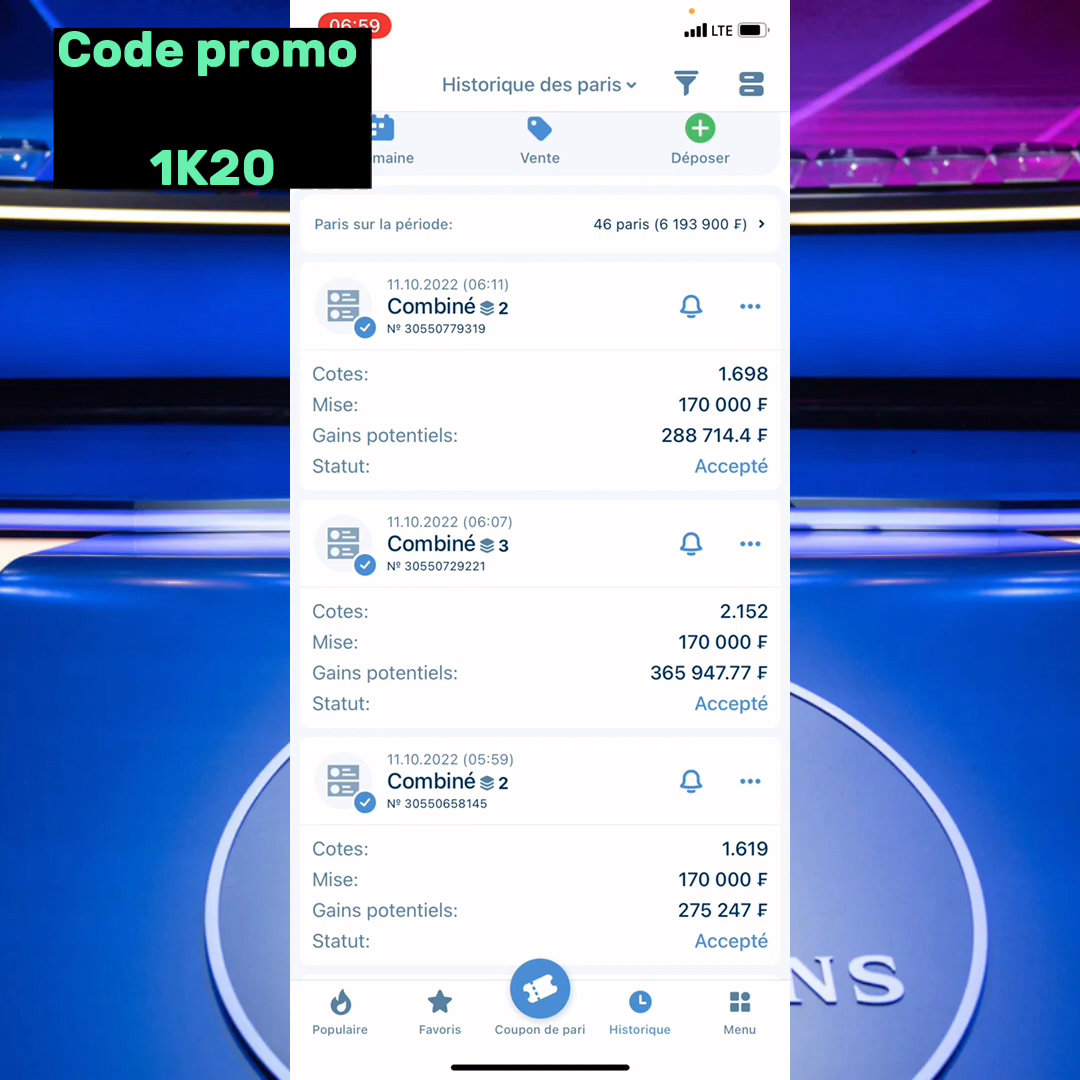 06:59
LTE
Code promo
1K20
Historique des paris
maine
Vente
Déposer
Paris sur la période:
46 paris (6 193 900 ₣)
11.10.2022 (06:11)
Combiné 2
Nº 30550779319
Cotes: 1.698
Mise: 170 000 ₣
Gains potentiels: 288 714.4 ₣
Statut: Accepté
11.10.2022 (06:07)
Combiné 3
Nº 30550729221
Cotes: 2.152
Mise: 170 000 ₣
Gains potentiels: 365 947.77 ₣
Statut: Accepté
11.10.2022 (05:59)
Combiné 2
Nº 30550658145
Cotes: 1.619
Mise: 170 000 ₣
Gains potentiels: 275 247 ₣
Statut: Accepté
NS
Populaire
Favoris
Coupon de pari
Historique
Menu